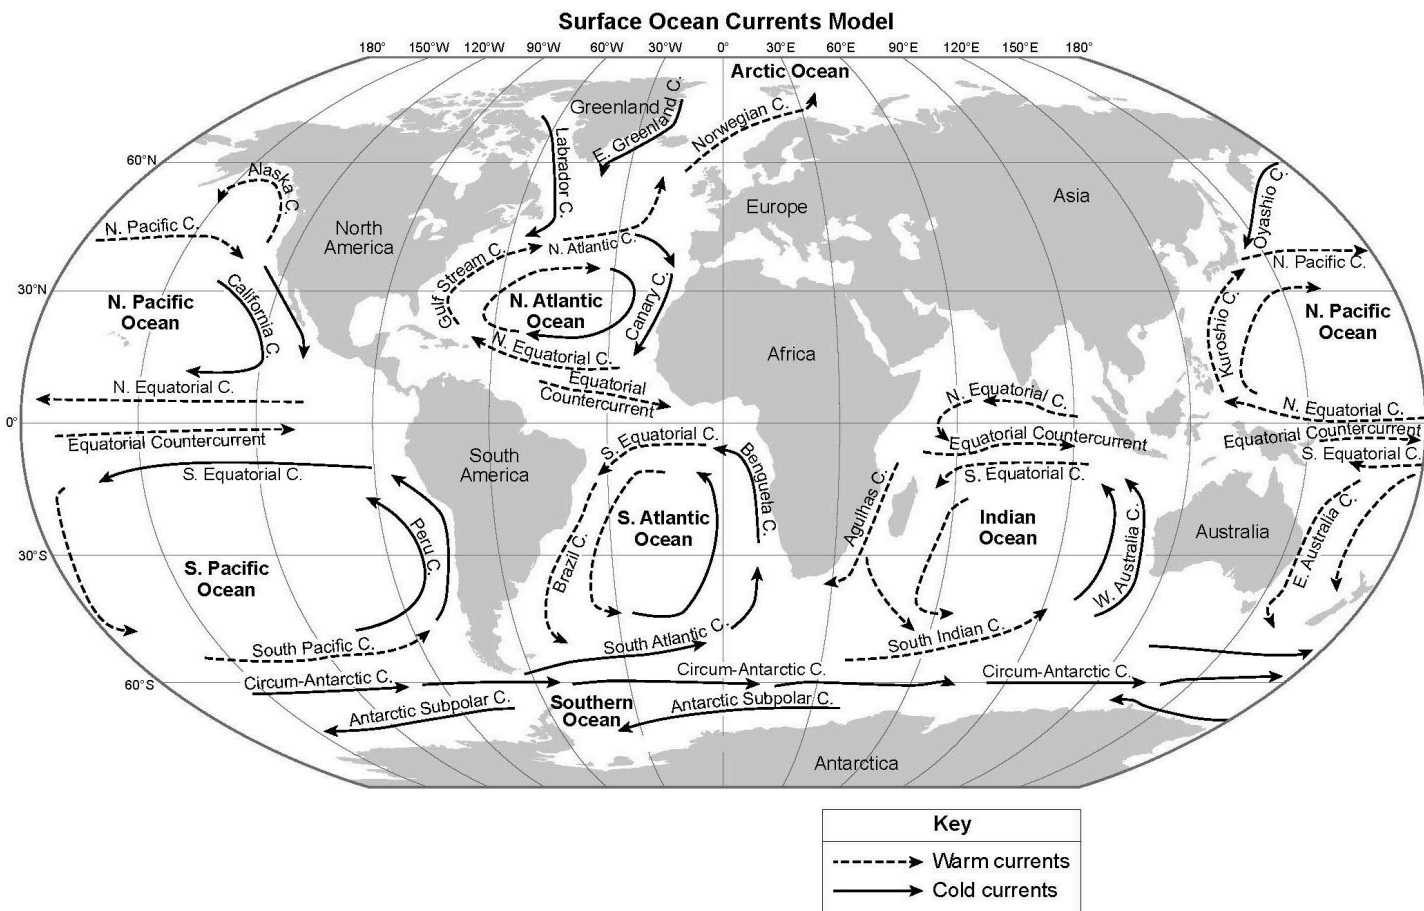 Surface Ocean Currents Model
180° 150°W 120°W 90°W 60°W 30°W 0° 30°E 60°E 90°E 120°E 150°E 180°
Arctic Ocean
Greenland
E. Greenland C.
Norwegian C.
Labrador C.
60°N
Alaska C.
N. Pacific C.
North
America
Europe
Asia
Oyashio C.
N. Pacific C.
N. Atlantic C.
Gulf Stream C.
30°N
N. Pacific
Ocean
California C.
N. Atlantic
Ocean
Canary C.
Kuroshio C.
N. Pacific
Ocean
Africa
N. Equatorial C.
N. Equatorial C.
Equatorial
Countercurrent
N. Equatorial C.
N. Equatorial C.
0°
Equatorial Countercurrent
S. Equatorial C.
Equatorial Countercurrent
Equatorial Countercurrent
S. Equatorial C.
South
America
S. Equatorial C.
Benguela C.
S. Equatorial C.
Agulhas C.
S. Atlantic
Ocean
Indian
Ocean
Australia
Peru C.
Brazil C.
W. Australia C.
E. Australia C.
30°S
S. Pacific
Ocean
South Pacific C.
South Atlantic C.
South Indian C.
60°S
Circum-Antarctic C.
Circum-Antarctic C.
Circum-Antarctic C.
Antarctic Subpolar C.
Southern
Ocean
Antarctic Subpolar C.
Antarctica
Key
Warm currents
Cold currents